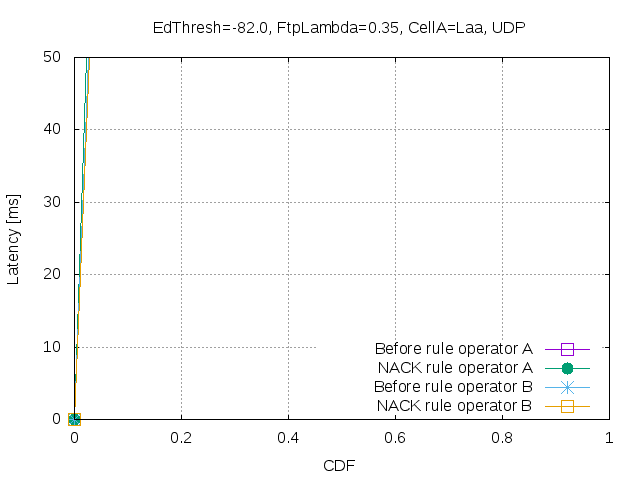 EdThresh=-82.0, FtpLambda=0.35, CellA=Laa, UDP
50
40
30
20
10
0
Latency [ms]
Before rule operator A
NACK rule operator A
Before rule operator B
NACK rule operator B
0
0.2
0.4
0.6
0.8
1
CDF